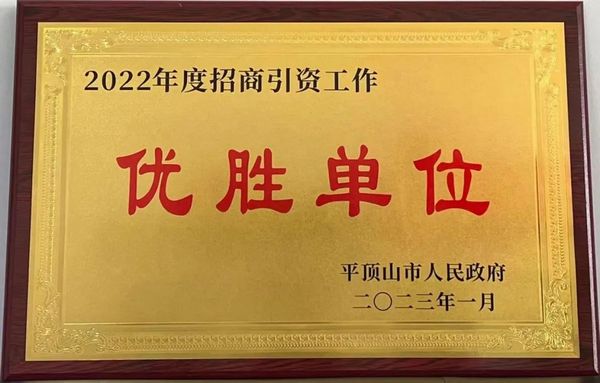 2022年度招商引资工作
优胜单位
平顶山市人民政府
二〇二三年一月